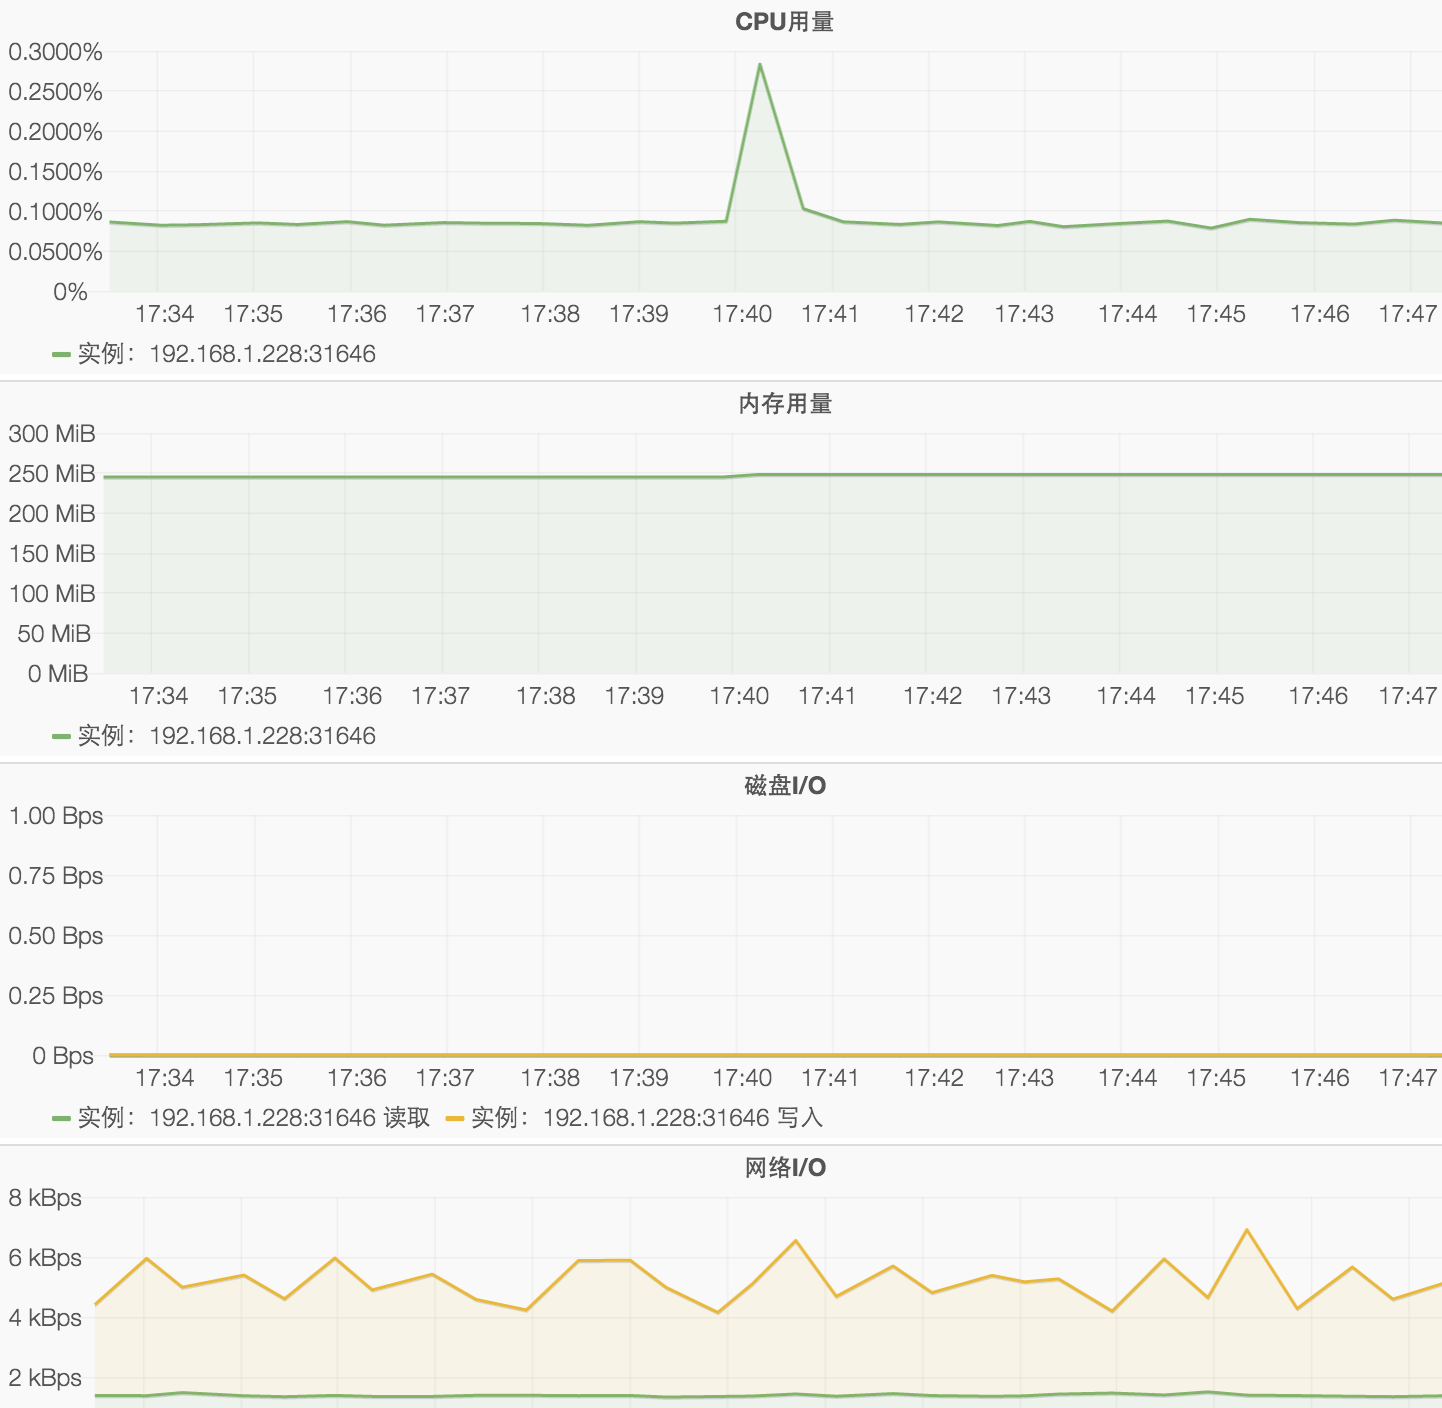 CPU用量
0.3000%
0.2500%
0.2000%
0.1500%
0.1000%
0.0500%
0%
17:34 17:35 17:36 17:37 17:38 17:39 17:40 17:41 17:42 17:43 17:44 17:45 17:46 17:47
实例：192.168.1.228:31646
内存用量
300 MiB
250 MiB
200 MiB
150 MiB
100 MiB
50 MiB
0 MiB
17:34 17:35 17:36 17:37 17:38 17:39 17:40 17:41 17:42 17:43 17:44 17:45 17:46 17:47
实例：192.168.1.228:31646
磁盘I/O
1.00 Bps
0.75 Bps
0.50 Bps
0.25 Bps
0 Bps
17:34 17:35 17:36 17:37 17:38 17:39 17:40 17:41 17:42 17:43 17:44 17:45 17:46 17:47
实例：192.168.1.228:31646 读取 实例：192.168.1.228:31646 写入
网络I/O
8 kBps
6 kBps
4 kBps
2 kBps